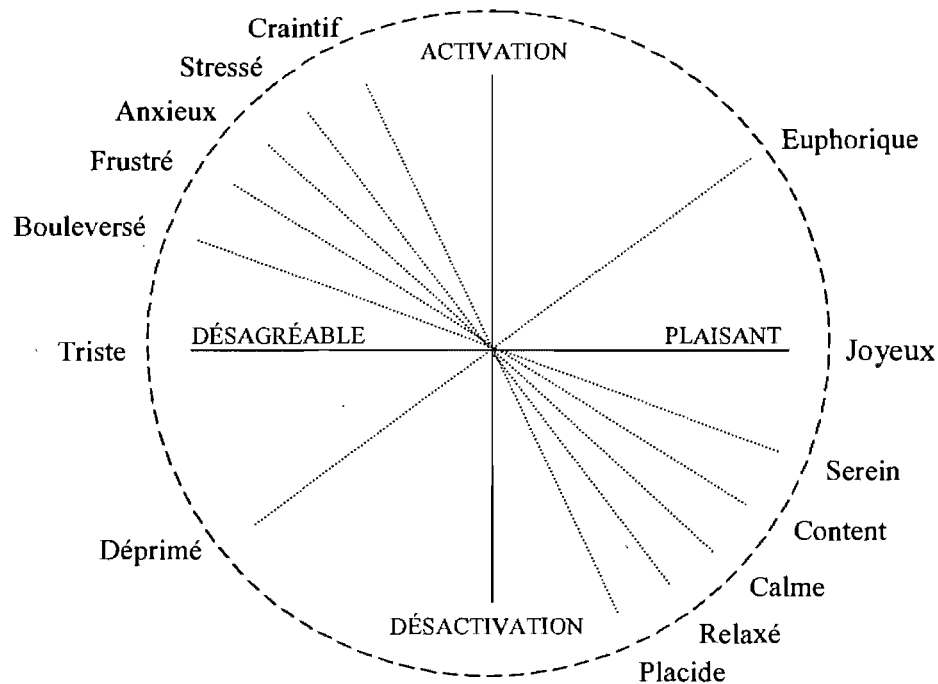 Craintif
ACTIVATION
Stressé
Anxieux
Euphorique
Frustré
Bouleversé
DÉSAGRÉABLE
PLAISANT
Triste
Joyeux
Serein
Content
Déprimé
Calme
DÉSACTIVATION
Relaxé
Placide